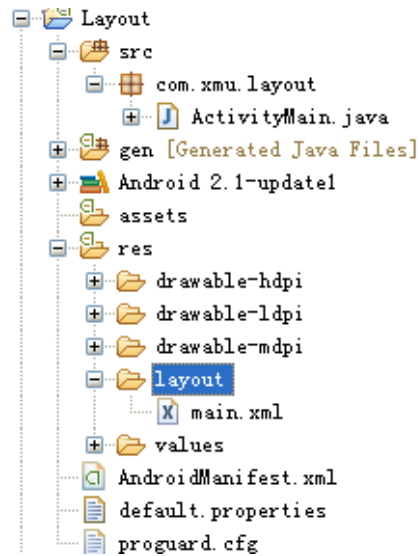 Layout
src
com.xmu.layout
ActivityMain.java
gen [Generated Java Files]
Android 2.1-update1
assets
res
drawable-hdpi
drawable-ldpi
drawable-mdpi
layout
main.xml
values
AndroidManifest.xml
default.properties
proguard.cfg